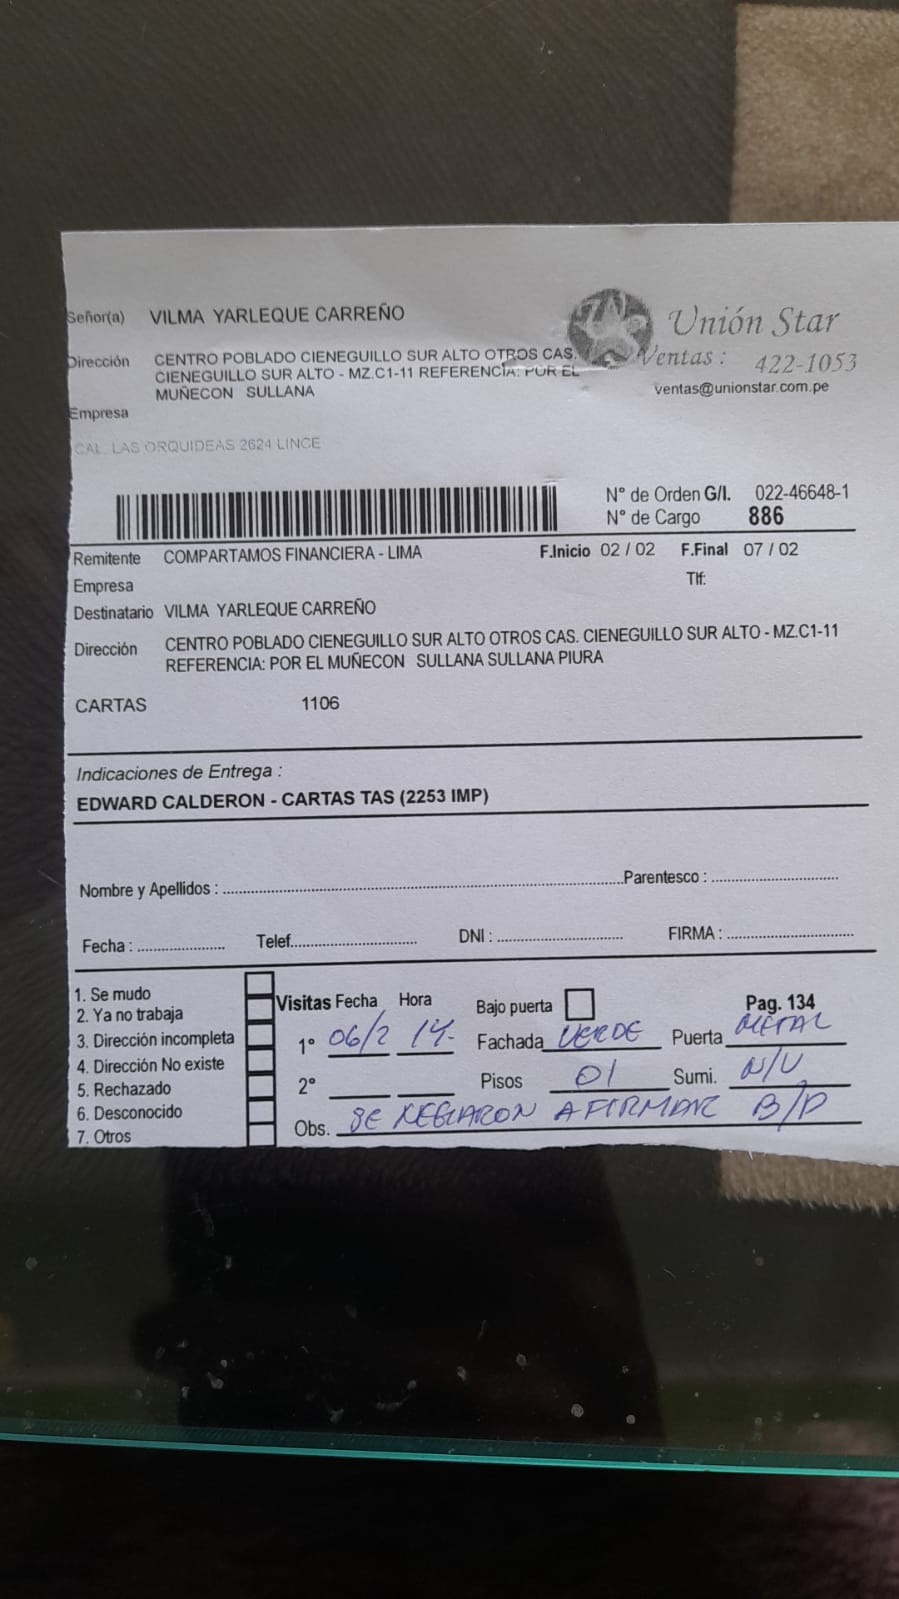 Señor(a) VILMA YARLEQUE CARREÑO
Unión Star
Ventas : 422-1053
ventas@unionstar.com.pe
Dirección CENTRO POBLADO CIENEGUILLO SUR ALTO OTROS CAS.
CIENEGUILLO SUR ALTO - MZ.C1-11 REFERENCIA: POR EL
MUÑECON SULLANA
Empresa
CAL. LAS ORQUIDEAS 2624 LINCE
N° de Orden G/I. 022-46648-1
N° de Cargo 886
Remitente COMPARTAMOS FINANCIERA - LIMA F.Inicio 02 / 02 F.Final 07 / 02
Empresa Tlf:
Destinatario VILMA YARLEQUE CARREÑO
Dirección CENTRO POBLADO CIENEGUILLO SUR ALTO OTROS CAS. CIENEGUILLO SUR ALTO - MZ.C1-11
REFERENCIA: POR EL MUÑECON SULLANA SULLANA PIURA
CARTAS 1106
Indicaciones de Entrega :
EDWARD CALDERON - CARTAS TAS (2253 IMP)
Nombre y Apellidos : Parentesco :
Fecha : Telef. DNI : FIRMA :
1. Se mudo
2. Ya no trabaja
3. Dirección incompleta
4. Dirección No existe
5. Rechazado
6. Desconocido
7. Otros
Visitas Fecha Hora Bajo puerta Pag. 134
1° 06/2 14- Fachada VERDE Puerta METAL
2° Pisos 01 Sumi. N/V
Obs. SE NEGARON A FIRMAR B/P